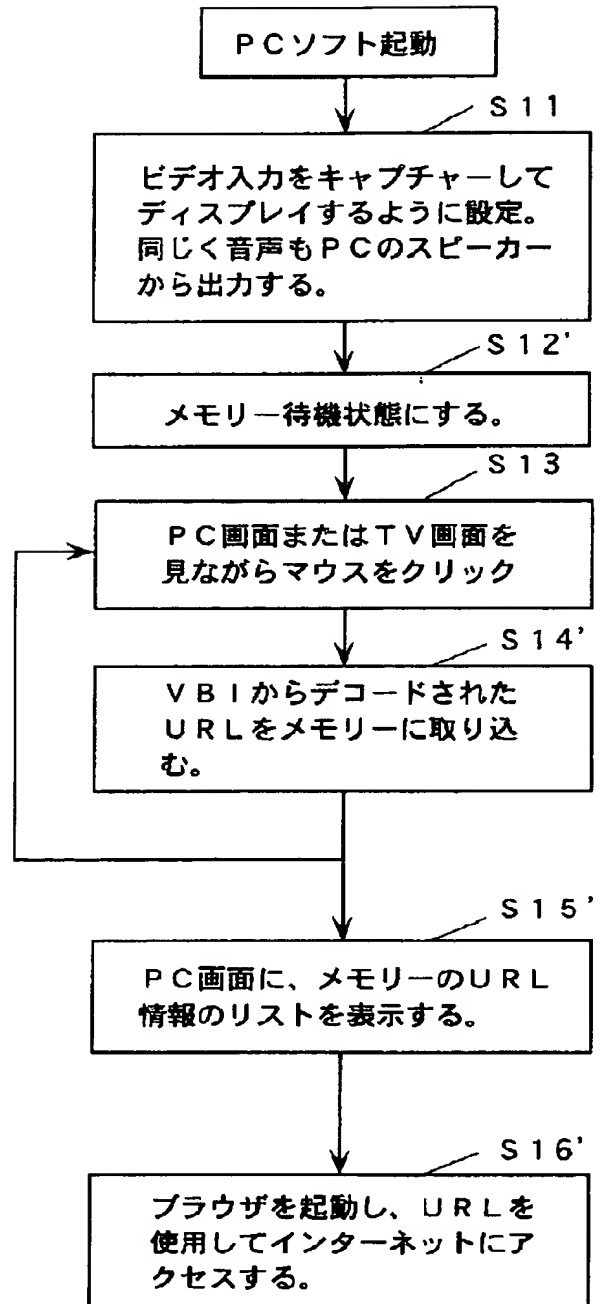 PCソフト起動
S11
ビデオ入力をキャプチャーして
ディスプレイするように設定。
同じく音声もPCのスピーカー
から出力する。
S12'
メモリー待機状態にする。
S13
PC画面またはTV画面を
見ながらマウスをクリック
S14'
VBIからデコードされた
URLをメモリーに取り込
む。
S15'
PC画面に、メモリーのURL
情報のリストを表示する。
S16'
ブラウザを起動し、URLを
使用してインターネットにア
クセスする。